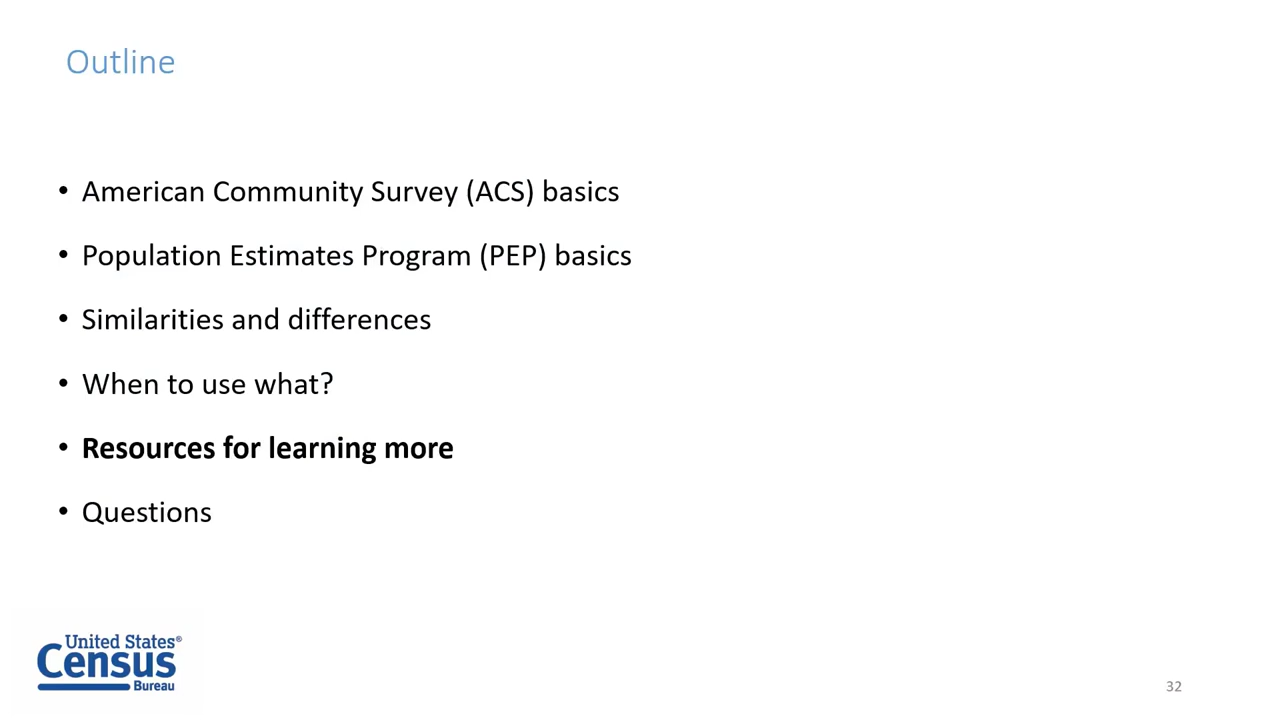 Outline
• American Community Survey (ACS) basics
• Population Estimates Program (PEP) basics
• Similarities and differences
• When to use what?
• Resources for learning more
• Questions
United States®
Census
Bureau
32